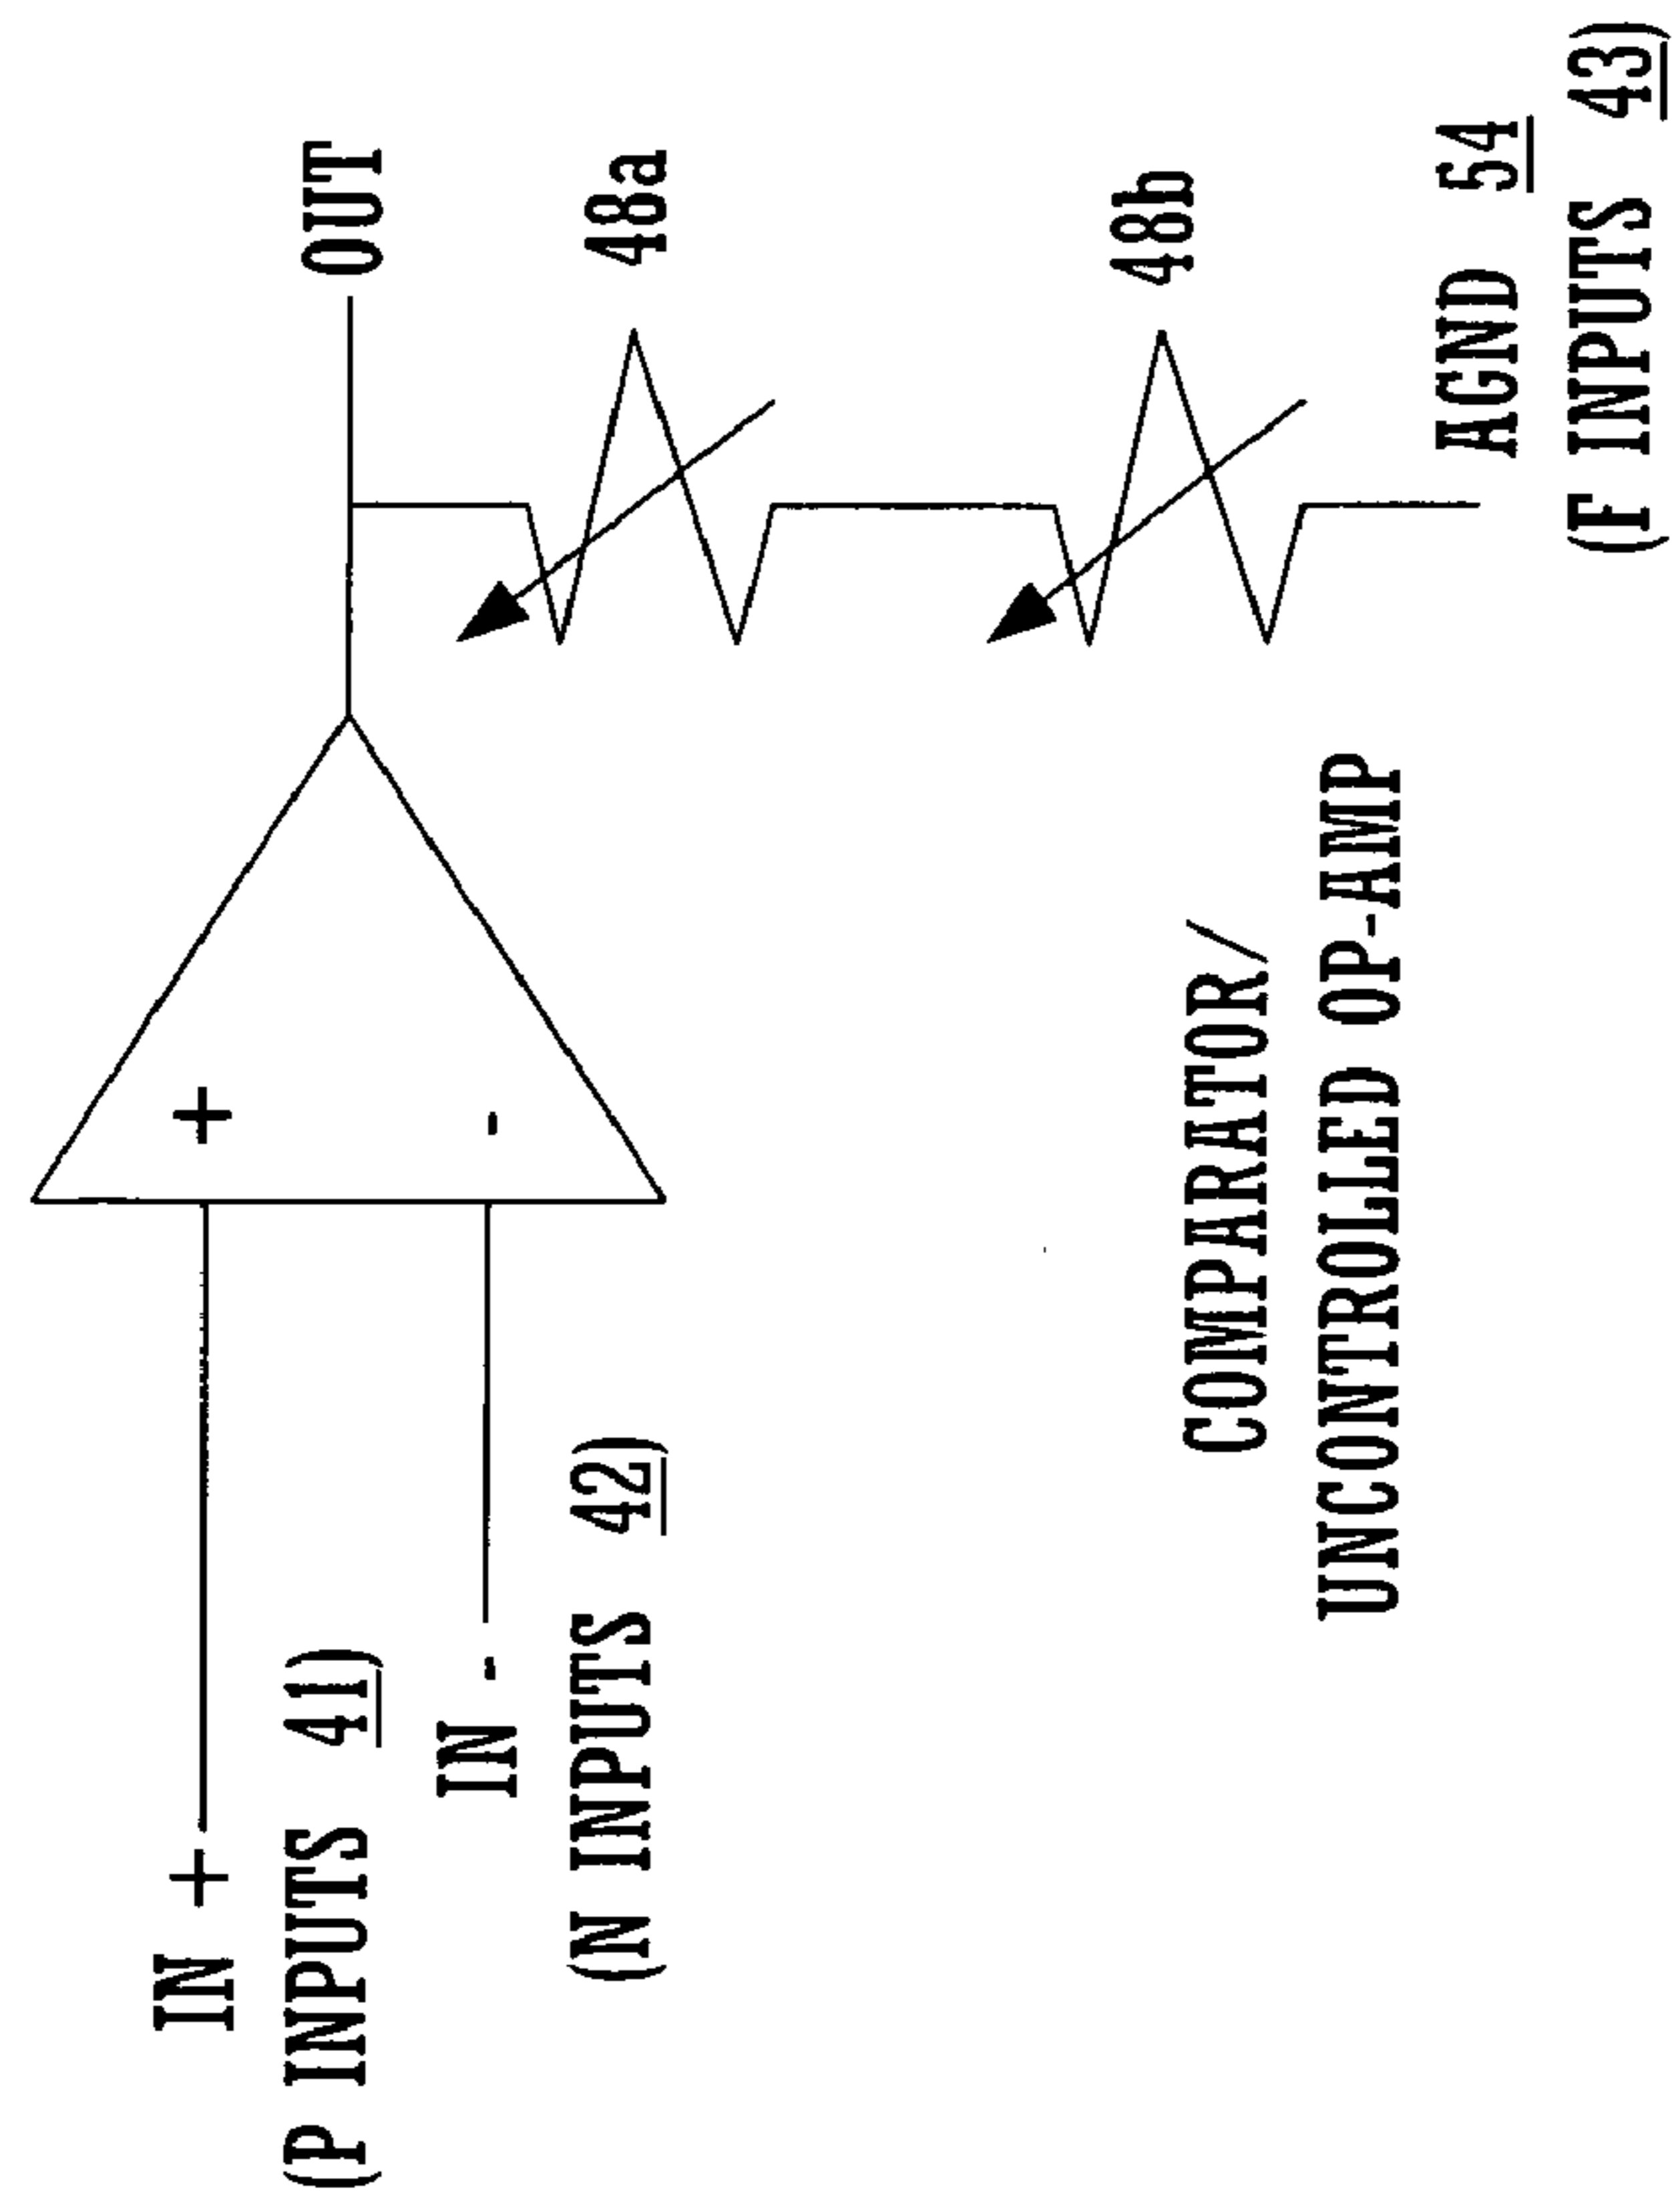 IN +
(P INPUTS 41)
IN -
(N INPUTS 42)
+
-
OUT
48a
48b
AGND 54
(F INPUTS 43)
COMPARATOR/
UNCONTROLLED OP-AMP